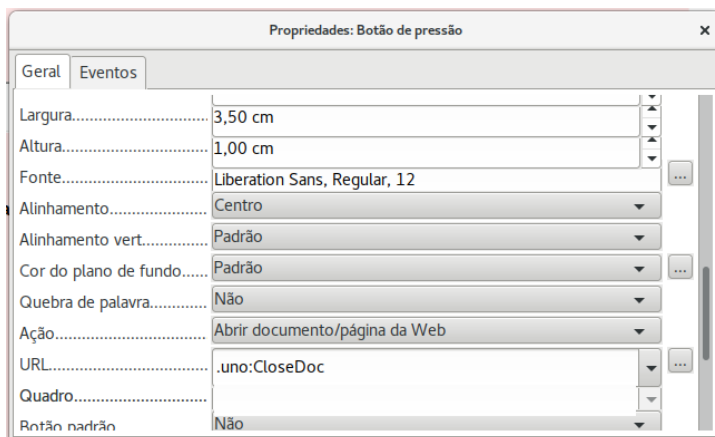 Propriedades: Botão de pressão ×
Geral Eventos
Largura................................ 3,50 cm
Altura.................................. 1,00 cm
Fonte................................... Liberation Sans, Regular, 12 ...
Alinhamento...................... Centro
Alinhamento vert.............. Padrão
Cor do plano de fundo...... Padrão ...
Quebra de palavra............. Não
Ação..................................... Abrir documento/página da Web
URL...................................... .uno:CloseDoc ...
Quadro...............................
Botão padrão Não